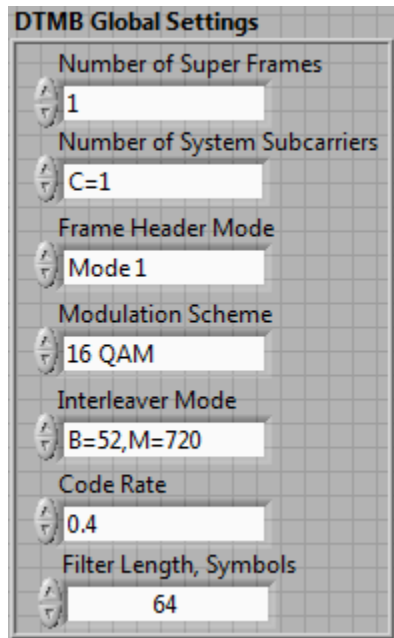 DTMB Global Settings
Number of Super Frames
1
Number of System Subcarriers
C=1
Frame Header Mode
Mode 1
Modulation Scheme
16 QAM
Interleaver Mode
B=52,M=720
Code Rate
0.4
Filter Length, Symbols
64